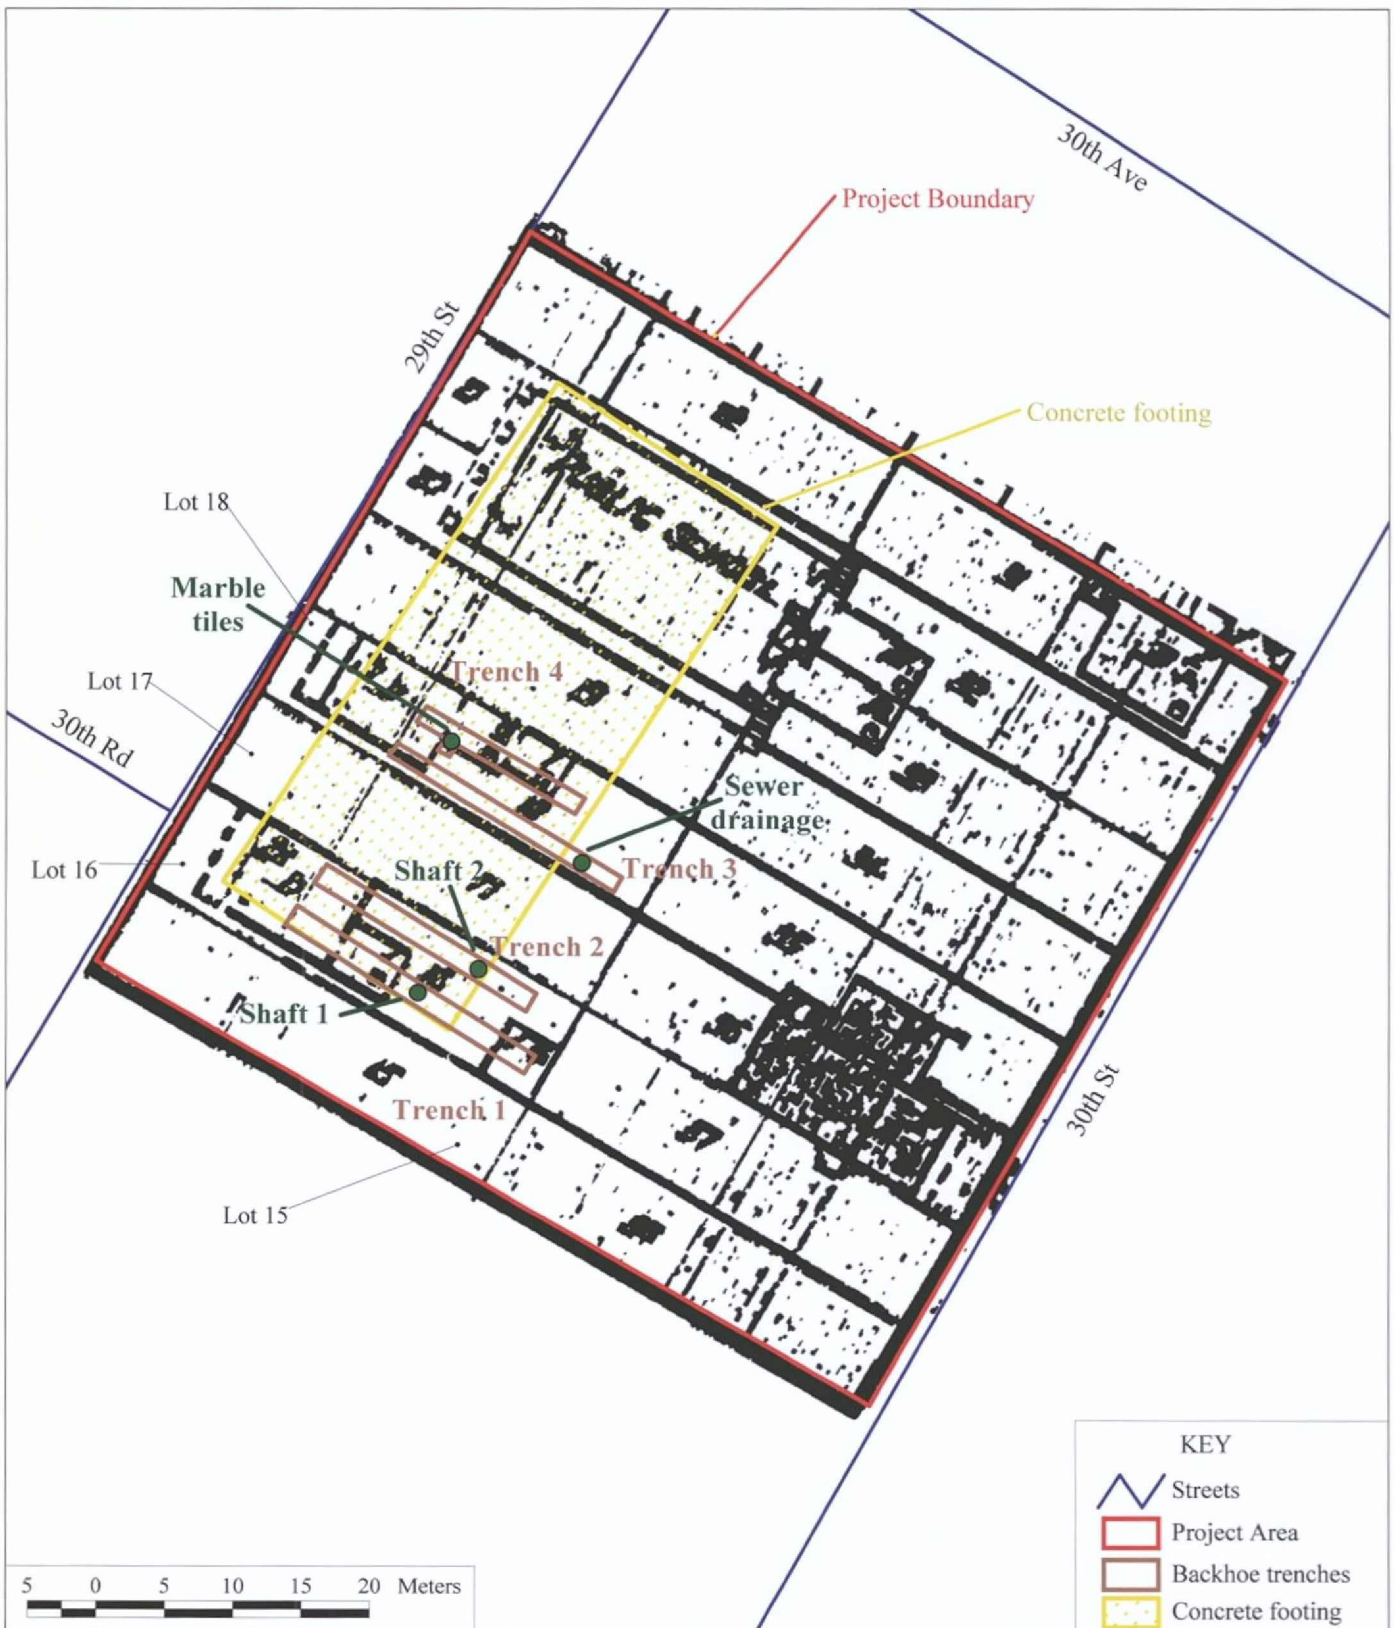 30th Ave
Project Boundary
29th St
Concrete footing
Lot 18
Marble
tiles
Trench 4
Lot 17
30th Rd
Sewer
drainage
Lot 16
Shaft 2
Trench 3
Trench 2
Shaft 1
30th St
Trench 1
Lot 15
KEY
Streets
Project Area
Backhoe trenches
Concrete footing
5 0 5 10 15 20 Meters